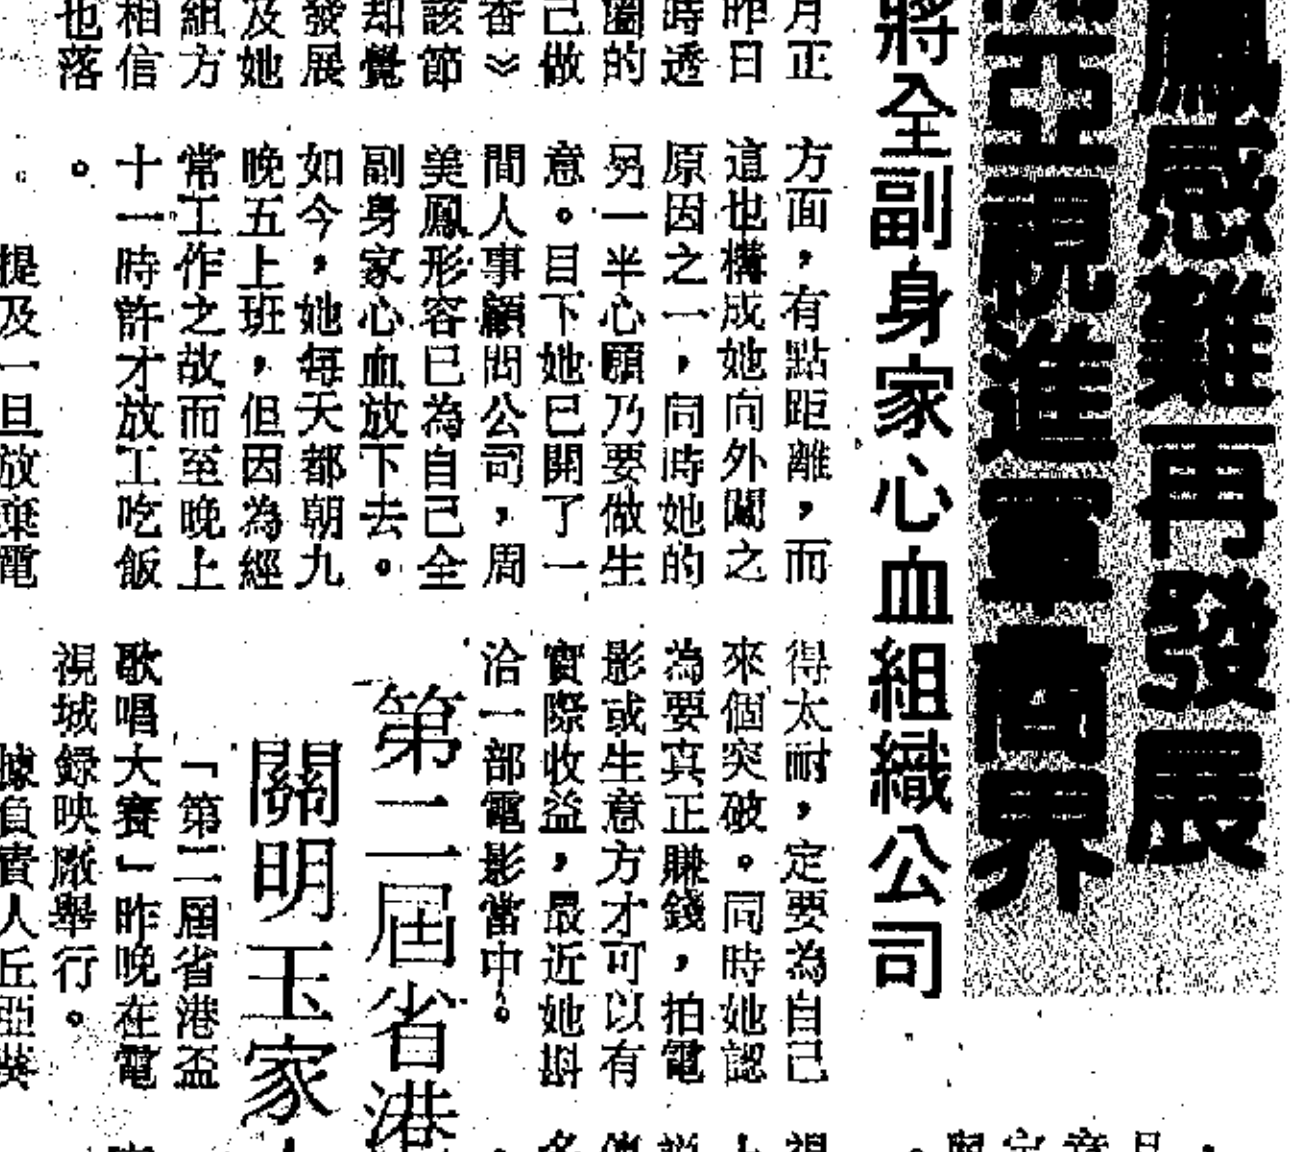 鳳感難再發展
亞視進軍商界
將全副身家心血組織公司
月正
昨日
時透
的
己做
香》
該節
却覺
發展
及她
組方
相信
也落
方面，有點距離，而
這也構成她向外闖之
原因之一，同時她的
另一半心願乃要做生
意。目下她已開了一
間人事顧問公司，周
美鳳形容已為自己全
副身家心血放下去。
如今，她每天都朝九
晚五上班，但因為經
常工作之故而至晚上
十一時許才放工吃飯
。
提及一旦放棄電
得太耐，定要為自己
來個突破。同時她認
為要真正賺錢，拍電
影或生意方才可以有
實際收益，最近她斟
洽一部電影當中。
第二屆省港
關明玉家
「第二屆省港盃
歌唱大賽」昨晚在電
視城錄映廠舉行。
據負責人丘亞葵